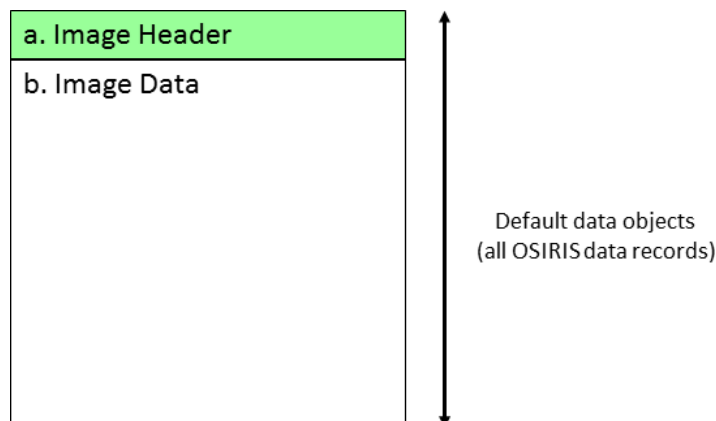 a. Image Header
b. Image Data
Default data objects
(all OSIRIS data records)